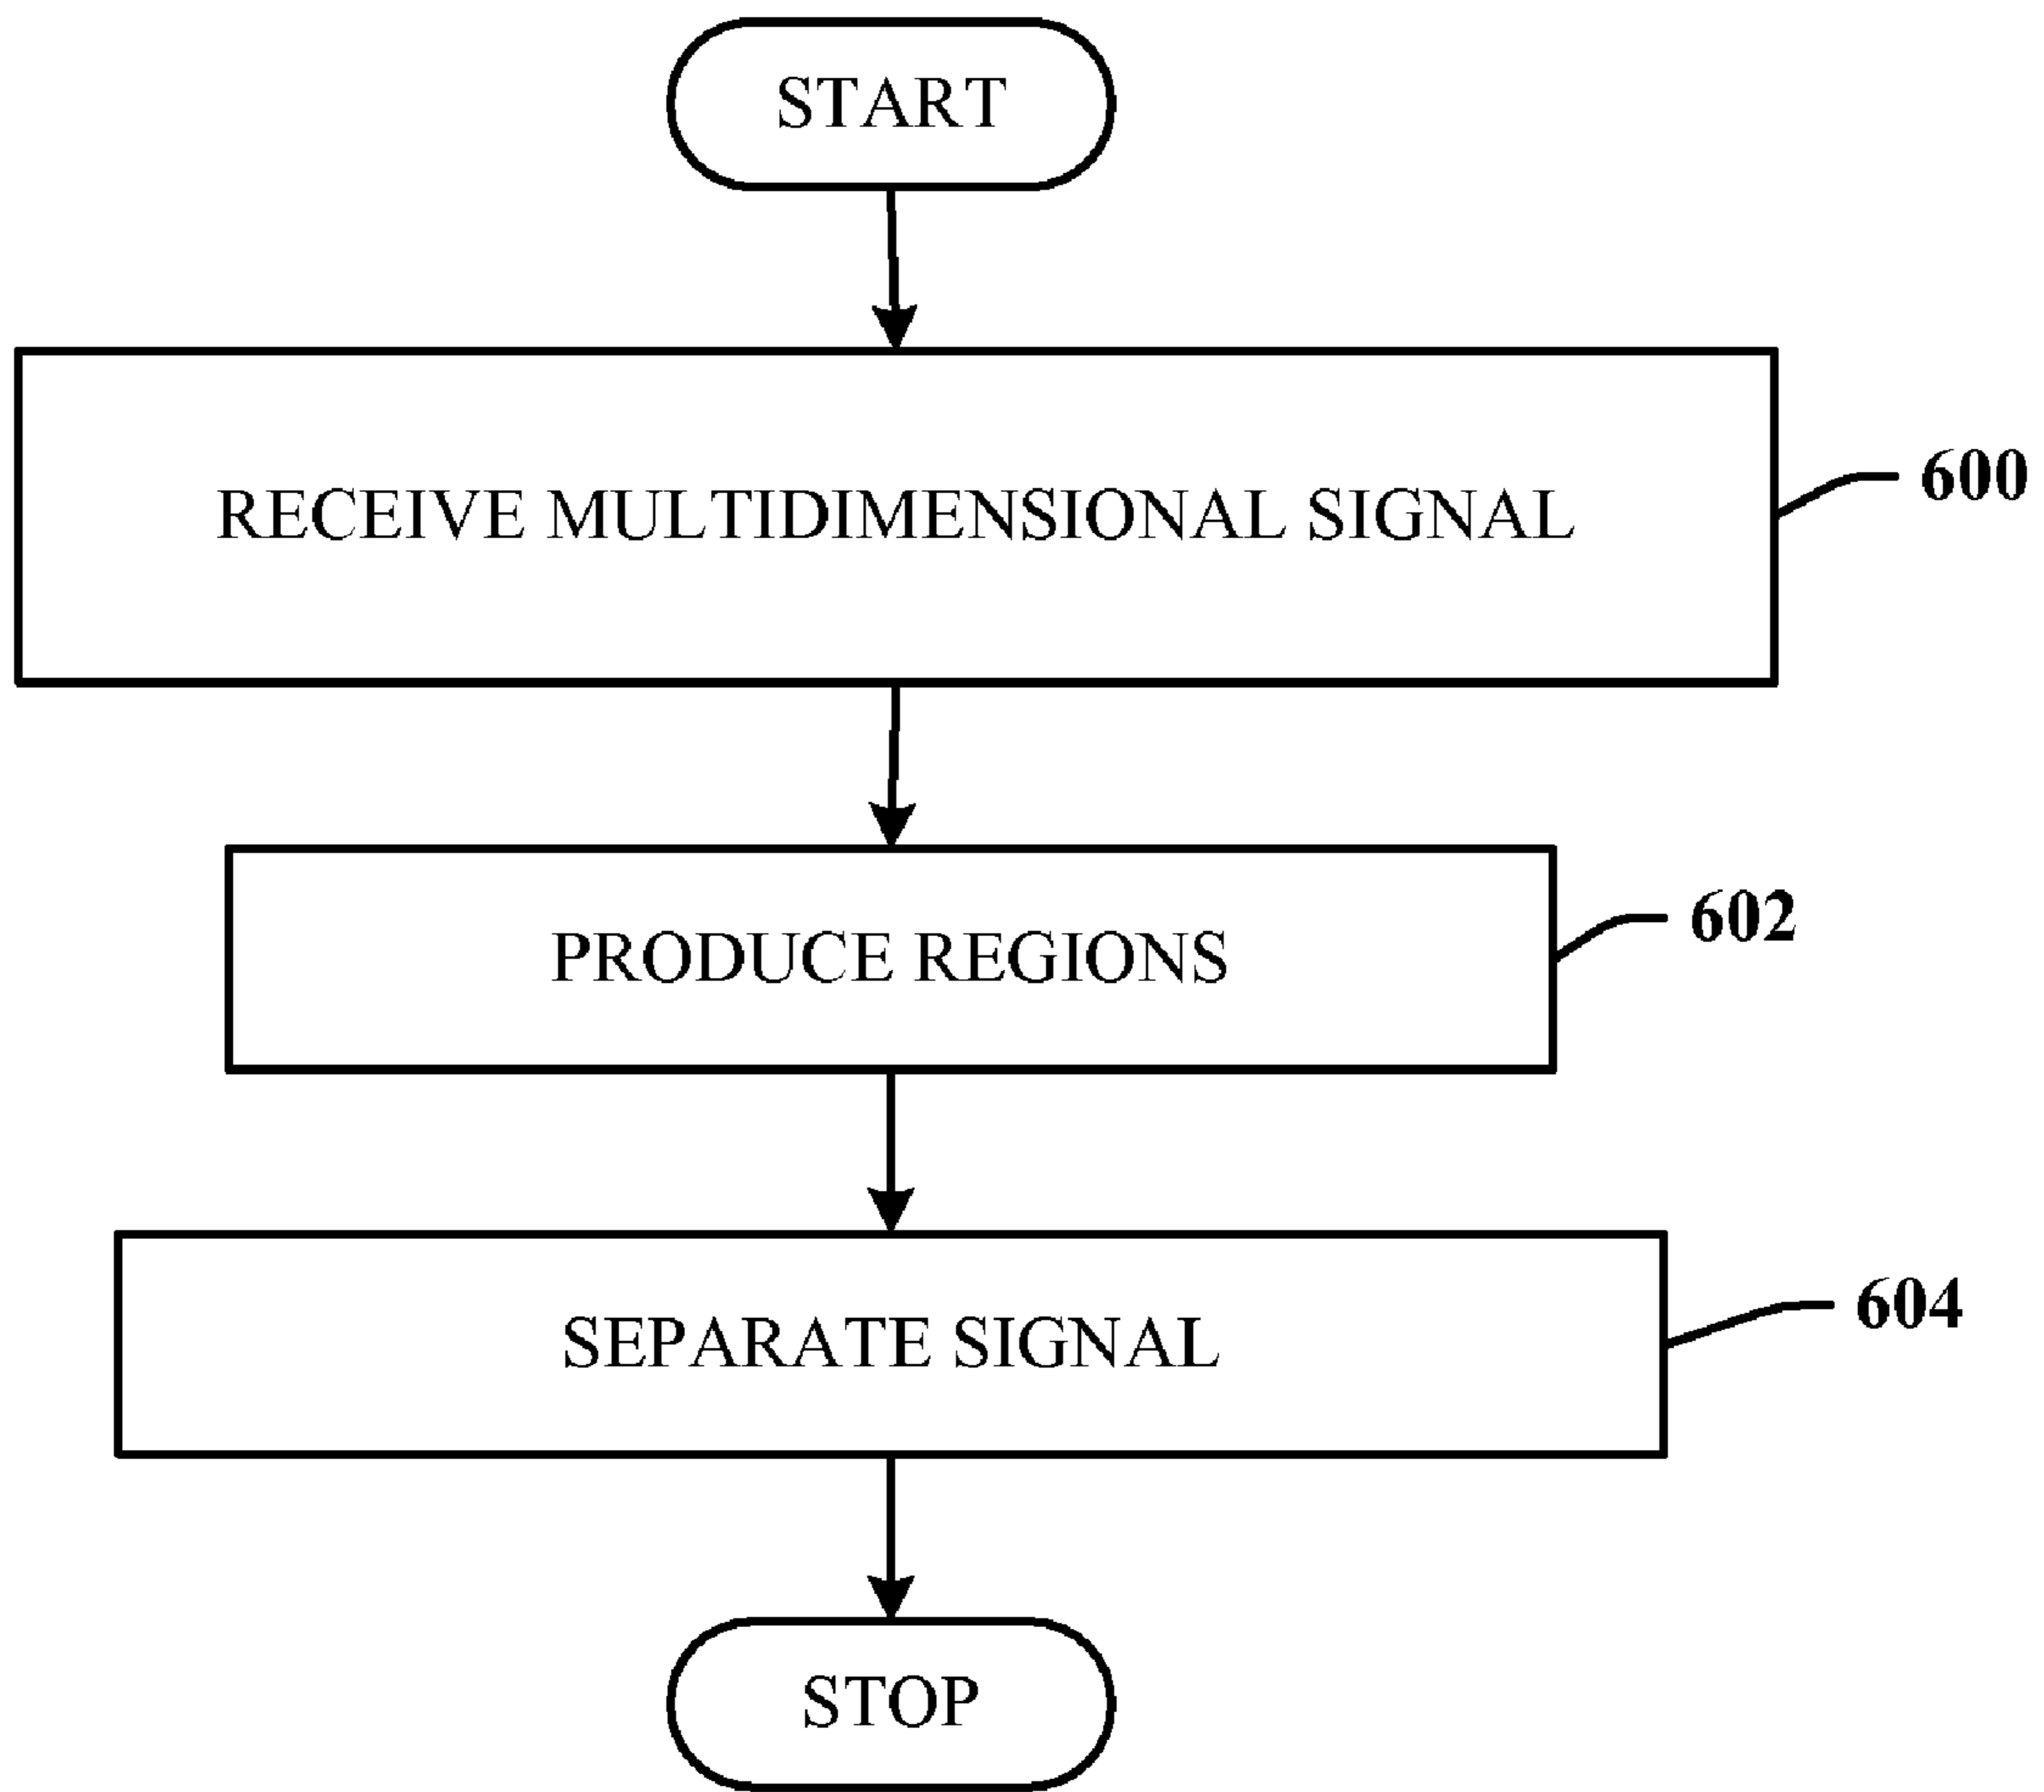 START
RECEIVE MULTIDIMENSIONAL SIGNAL
600
PRODUCE REGIONS
602
SEPARATE SIGNAL
604
STOP